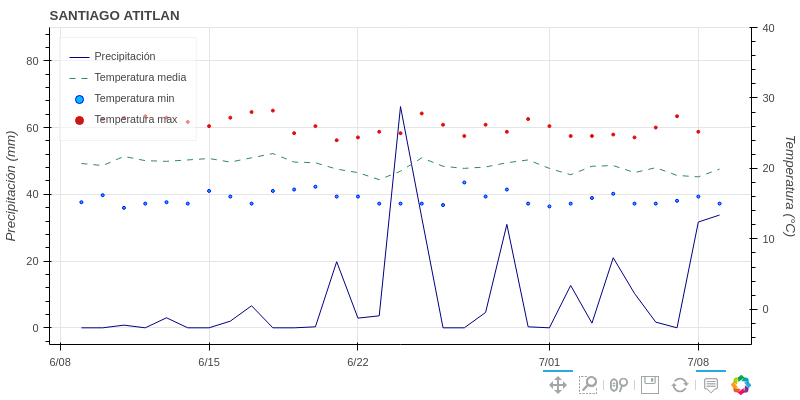 SANTIAGO ATITLAN
Precipitación
Temperatura media
Temperatura min
Temperatura max
Precipitación (mm)
80
60
40
20
0
Temperatura (°C)
40
30
20
10
0
6/08
6/15
6/22
7/01
7/08